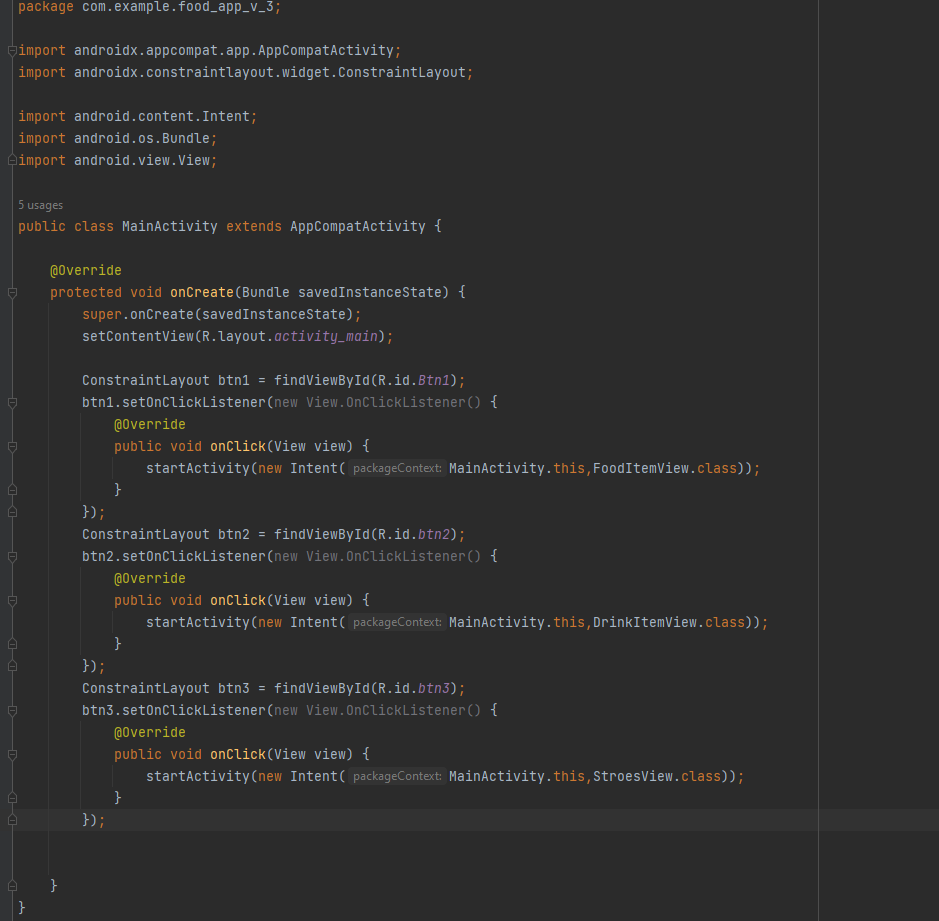 package com.example.food_app_v_3;
import androidx.appcompat.app.AppCompatActivity;
import androidx.constraintlayout.widget.ConstraintLayout;
import android.content.Intent;
import android.os.Bundle;
import android.view.View;
5 usages
public class MainActivity extends AppCompatActivity {
@Override
protected void onCreate(Bundle savedInstanceState) {
super.onCreate(savedInstanceState);
setContentView(R.layout.activity_main);
ConstraintLayout btn1 = findViewById(R.id.Btn1);
btn1.setOnClickListener(new View.OnClickListener() {
@Override
public void onClick(View view) {
startActivity(new Intent( packageContext: MainActivity.this,FoodItemView.class));
}
});
ConstraintLayout btn2 = findViewById(R.id.btn2);
btn2.setOnClickListener(new View.OnClickListener() {
@Override
public void onClick(View view) {
startActivity(new Intent( packageContext: MainActivity.this,DrinkItemView.class));
}
});
ConstraintLayout btn3 = findViewById(R.id.btn3);
btn3.setOnClickListener(new View.OnClickListener() {
@Override
public void onClick(View view) {
startActivity(new Intent( packageContext: MainActivity.this,StroesView.class));
}
});
}
}